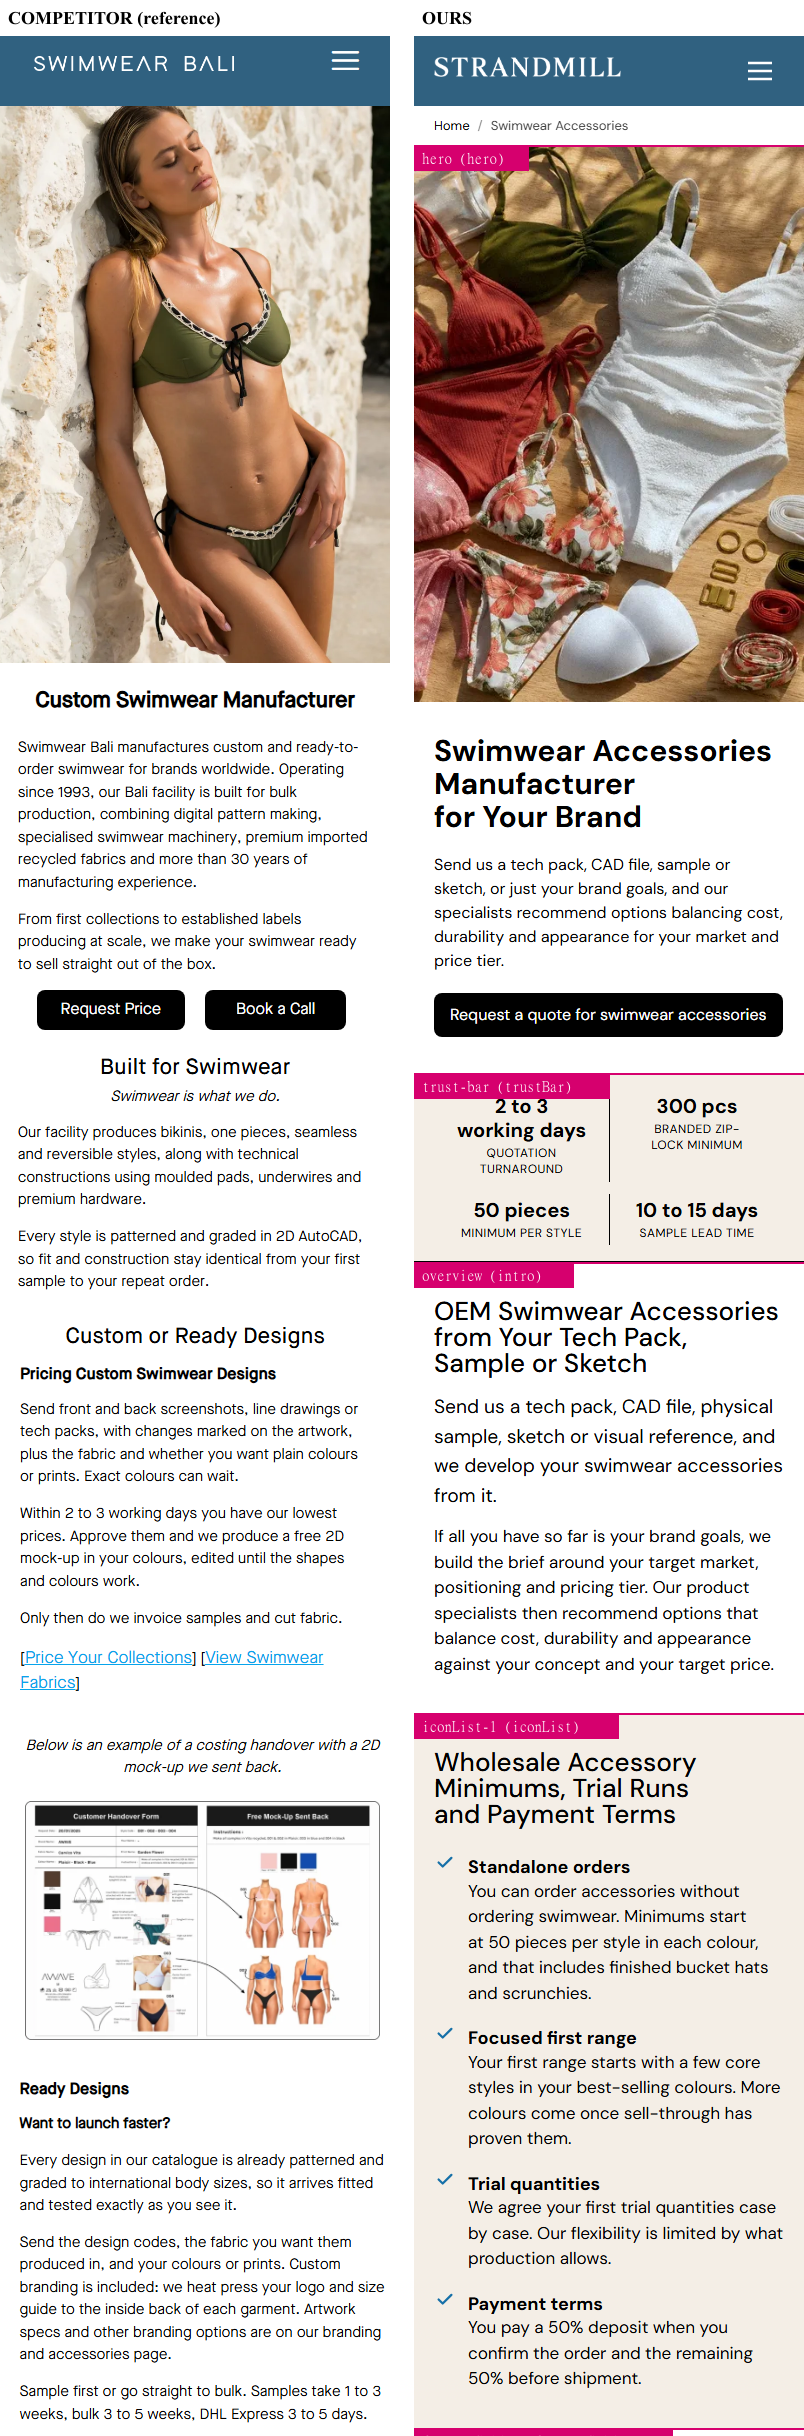 COMPETITOR (reference)
SWIMWEAR BALI
Custom Swimwear Manufacturer
Swimwear Bali manufactures custom and ready-to-
order swimwear for brands worldwide. Operating
since 1993, our Bali facility is built for bulk
production, combining digital pattern making,
specialised swimwear machinery, premium imported
recycled fabrics and more than 30 years of
manufacturing experience.
From first collections to established labels
producing at scale, we make your swimwear ready
to sell straight out of the box.
Request Price
Book a Call
Built for Swimwear
Swimwear is what we do.
Our facility produces bikinis, one pieces, seamless
and reversible styles, along with technical
constructions using moulded pads, underwires and
premium hardware.
Every style is patterned and graded in 2D AutoCAD,
so fit and construction stay identical from your first
sample to your repeat order.
Custom or Ready Designs
Pricing Custom Swimwear Designs
Send front and back screenshots, line drawings or
tech packs, with changes marked on the artwork,
plus the fabric and whether you want plain colours
or prints. Exact colours can wait.
Within 2 to 3 working days you have our lowest
prices. Approve them and we produce a free 2D
mock-up in your colours, edited until the shapes
and colours work.
Only then do we invoice samples and cut fabric.
[Price Your Collections] [View Swimwear
Fabrics]
Below is an example of a costing handover with a 2D
mock-up we sent back.
Customer Handover Form
Free Mock-Up Sent Back
AWAVE
Ready Designs
Want to launch faster?
Every design in our catalogue is already patterned and
graded to international body sizes, so it arrives fitted
and tested exactly as you see it.
Send the design codes, the fabric you want them
produced in, and your colours or prints. Custom
branding is included: we heat press your logo and size
guide to the inside back of each garment. Artwork
specs and other branding options are on our branding
and accessories page.
Sample first or go straight to bulk. Samples take 1 to 3
weeks, bulk 3 to 5 weeks, DHL Express 3 to 5 days.
OURS
STRANDMILL
Home / Swimwear Accessories
hero (hero)
Swimwear Accessories
Manufacturer
for Your Brand
Send us a tech pack, CAD file, sample or
sketch, or just your brand goals, and our
specialists recommend options balancing cost,
durability and appearance for your market and
price tier.
Request a quote for swimwear accessories
trust-bar (trustBar)
2 to 3
working days
QUOTATION
TURNAROUND
300 pcs
BRANDED ZIP-
LOCK MINIMUM
50 pieces
MINIMUM PER STYLE
10 to 15 days
SAMPLE LEAD TIME
overview (intro)
OEM Swimwear Accessories
from Your Tech Pack,
Sample or Sketch
Send us a tech pack, CAD file, physical
sample, sketch or visual reference, and
we develop your swimwear accessories
from it.
If all you have so far is your brand goals, we
build the brief around your target market,
positioning and pricing tier. Our product
specialists then recommend options that
balance cost, durability and appearance
against your concept and your target price.
iconList-1 (iconList)
Wholesale Accessory
Minimums, Trial Runs
and Payment Terms
Standalone orders
You can order accessories without
ordering swimwear. Minimums start
at 50 pieces per style in each colour,
and that includes finished bucket hats
and scrunchies.
Focused first range
Your first range starts with a few core
styles in your best-selling colours. More
colours come once sell-through has
proven them.
Trial quantities
We agree your first trial quantities case
by case. Our flexibility is limited by what
production allows.
Payment terms
You pay a 50% deposit when you
confirm the order and the remaining
50% before shipment.